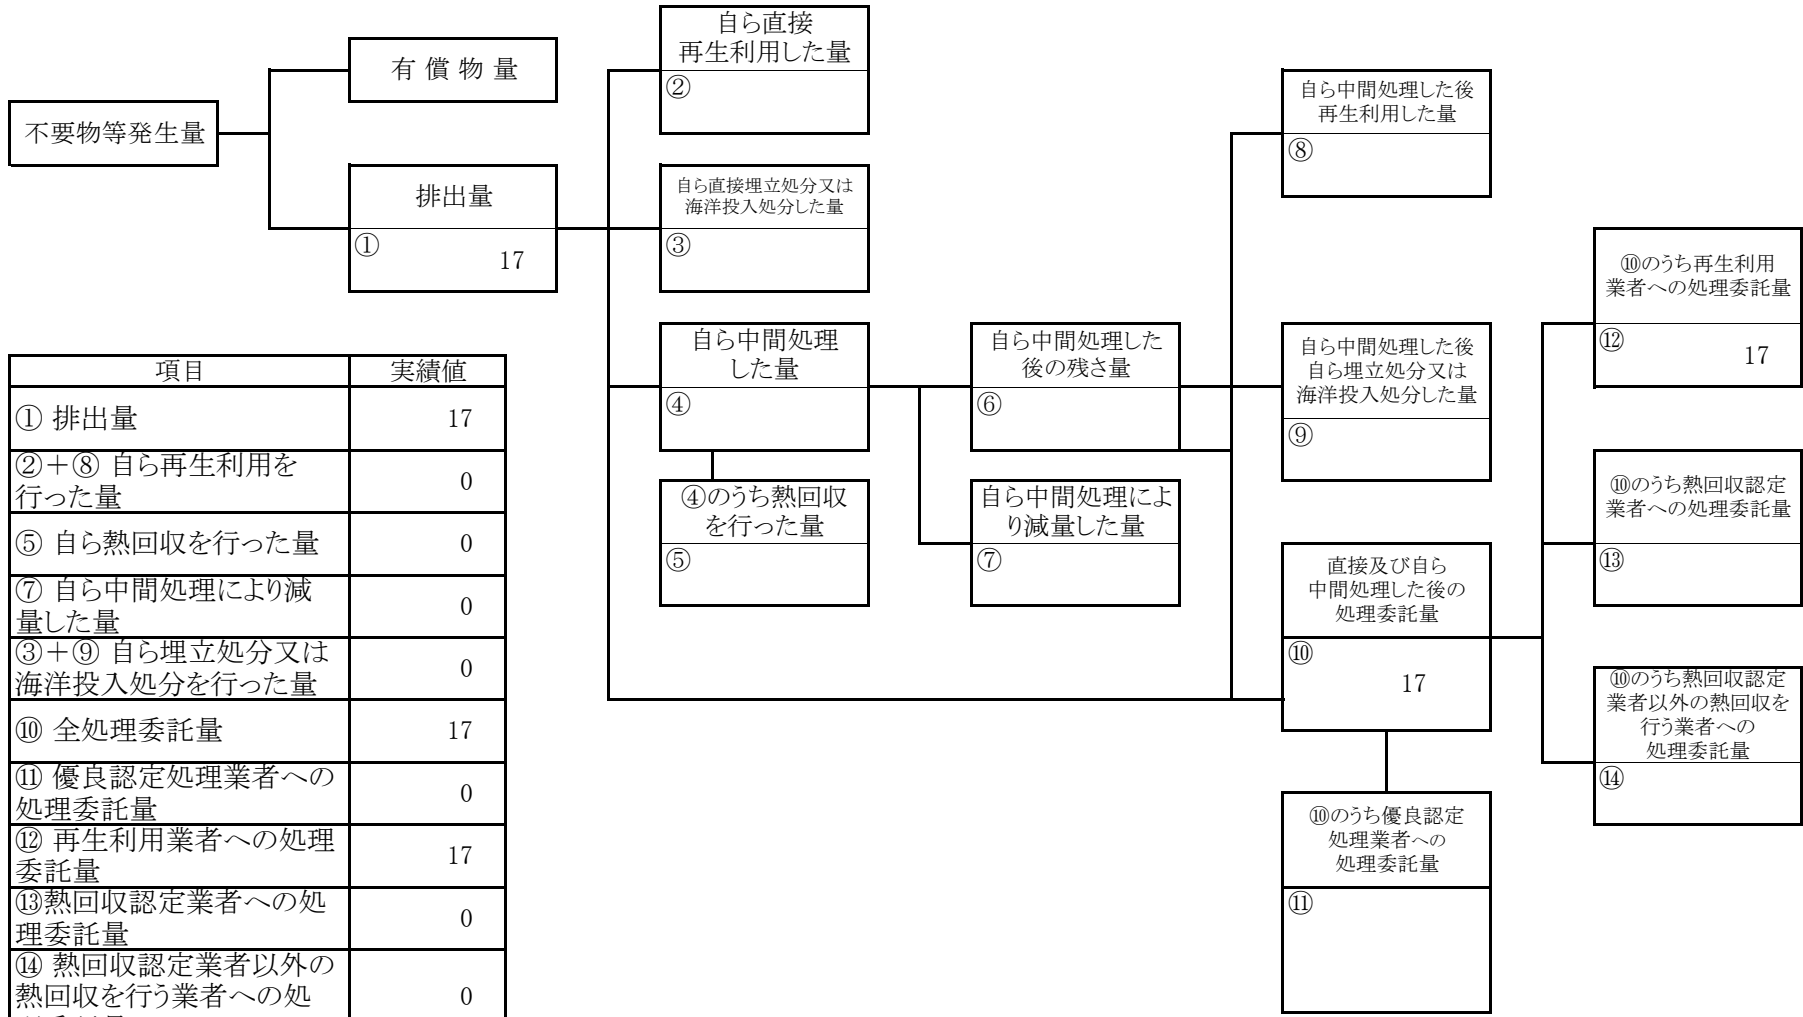 不要物等発生量
有 償 物 量
排出量
①
17
自ら直接
再生利用した量
②
自ら直接埋立処分又は
海洋投入処分した量
③
自ら中間処理
した量
④
④のうち熱回収
を行った量
⑤
自ら中間処理した
後の残さ量
⑥
自ら中間処理によ
り減量した量
⑦
自ら中間処理した後
再生利用した量
⑧
自ら中間処理した後
自ら埋立処分又は
海洋投入処分した量
⑨
直接及び自ら
中間処理した後の
処理委託量
⑩
17
⑩のうち優良認定
処理業者への
処理委託量
⑪
⑩のうち再生利用
業者への処理委託量
⑫
17
⑩のうち熱回収認定
業者への処理委託量
⑬
⑩のうち熱回収認定
業者以外の熱回収を
行う業者への
処理委託量
⑭
項目 実績値
① 排出量 17
②＋⑧ 自ら再生利用を
行った量 0
⑤ 自ら熱回収を行った量 0
⑦ 自ら中間処理により減
量した量 0
③＋⑨ 自ら埋立処分又は
海洋投入処分を行った量 0
⑩ 全処理委託量 17
⑪ 優良認定処理業者への
処理委託量 0
⑫ 再生利用業者への処理
委託量 17
⑬熱回収認定業者への処
理委託量 0
⑭ 熱回収認定業者以外の
熱回収を行う業者への処 0